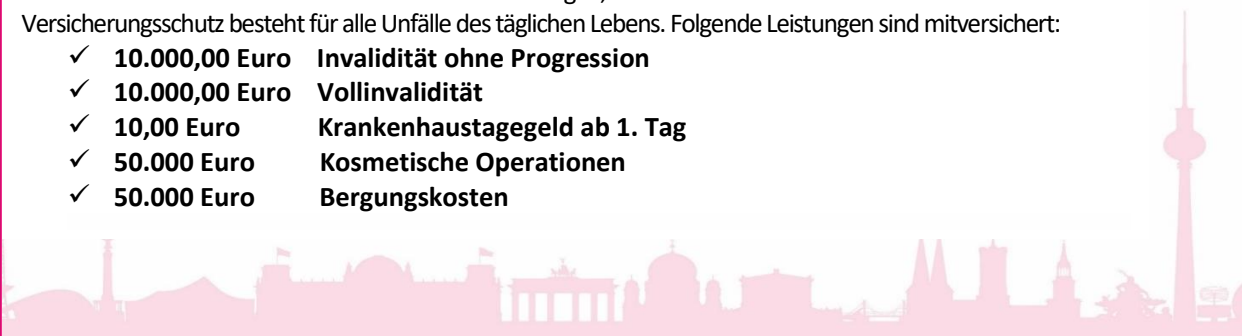 Versicherungsschutz besteht für alle Unfälle des täglichen Lebens. Folgende Leistungen sind mitversichert:
✓ 10.000,00 Euro Invalidität ohne Progression
✓ 10.000,00 Euro Vollinvalidität
✓ 10,00 Euro Krankenhaustagegeld ab 1. Tag
✓ 50.000 Euro Kosmetische Operationen
✓ 50.000 Euro Bergungskosten